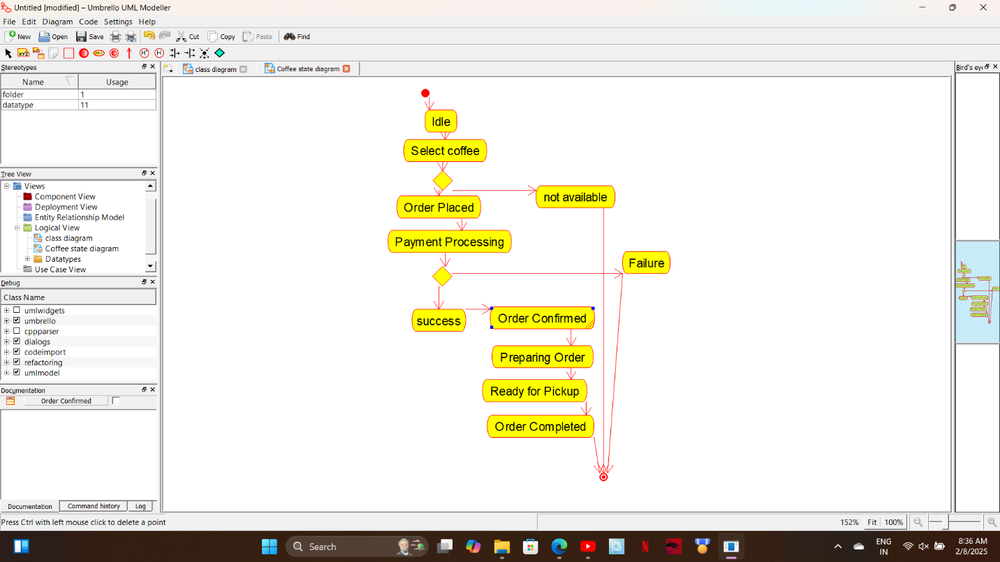 Untitled [modified] – Umbrello UML Modeller
File Edit Diagram Code Settings Help
New Open Save Cut Copy Paste Find
Stereotypes
Name Usage
folder 1
datatype 11
Tree View
Views
Component View
Deployment View
Entity Relationship Model
Logical View
class diagram
Coffee state diagram
Datatypes
Use Case View
Debug
Class Name
umlwidgets
umbrello
cppparser
dialogs
codeimport
refactoring
umlmodel
Documentation
Order Confirmed
Documentation Command history Log
class diagram Coffee state diagram
Idle
Select coffee
not available
Order Placed
Payment Processing
Failure
success
Order Confirmed
Preparing Order
Ready for Pickup
Order Completed
Bird's eye
Press Ctrl with left mouse click to delete a point
152% Fit 100%
Search
ENG
IN
8:36 AM
2/8/2025